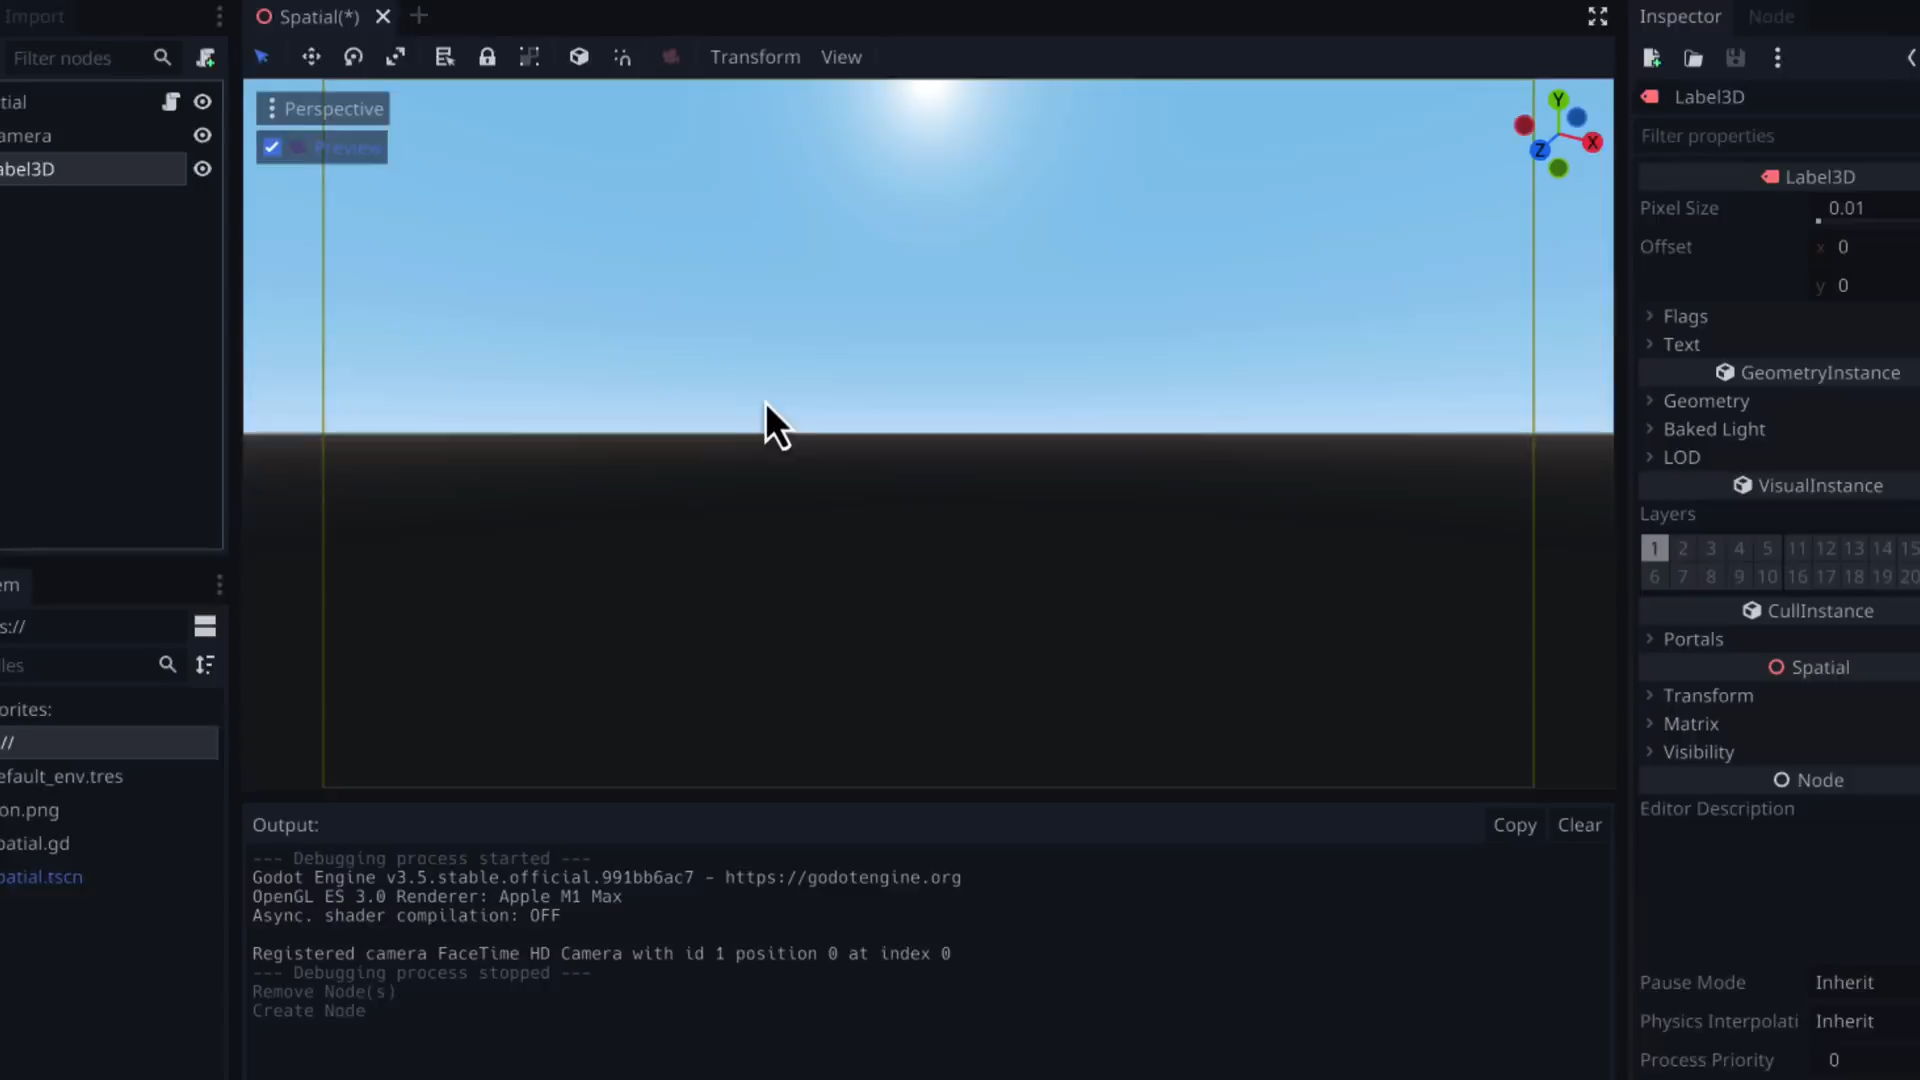 Import
Filter nodes
tial
amera
abel3D
em
s://
les
orites:
//
efault_env.tres
on.png
patial.gd
patial.tscn
Spatial(*)
Transform View
Perspective
Preview
Y
X
Z
Output: Copy Clear
--- Debugging process started ---
Godot Engine v3.5.stable.official.991bb6ac7 - https://godotengine.org
OpenGL ES 3.0 Renderer: Apple M1 Max
Async. shader compilation: OFF
Registered camera FaceTime HD Camera with id 1 position 0 at index 0
--- Debugging process stopped ---
Remove Node(s)
Create Node
Inspector Node
Label3D
Filter properties
Label3D
Pixel Size 0.01
Offset x 0
y 0
Flags
Text
GeometryInstance
Geometry
Baked Light
LOD
VisualInstance
Layers
1 2 3 4 5 11 12 13 14 15
6 7 8 9 10 16 17 18 19 20
CullInstance
Portals
Spatial
Transform
Matrix
Visibility
Node
Editor Description
Pause Mode Inherit
Physics Interpolati Inherit
Process Priority 0